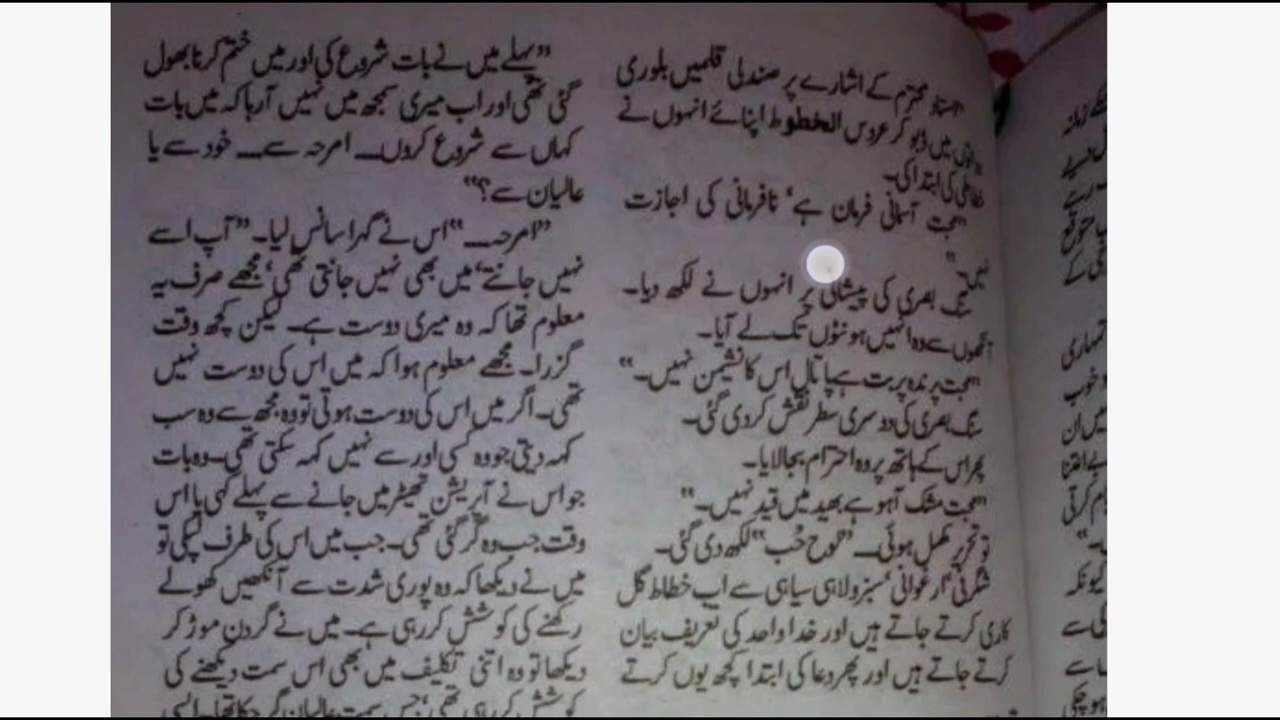 استاد محترم کے اشارے پر صندلی قلمیں بلوری
میں ڈبو کر عروس الخطوط اپنائے انہوں نے
کی ابتدا کی۔
”محبت آسمانی فرمان ہے‘ نافرمانی کی اجازت
نہیں۔“
سنگ بصری کی پیشانی پر انہوں نے لکھ دیا۔
آنکھوں سے وہ انہیں ہونٹوں تک لے آیا۔
”محبت پرندہ پربت ہے پاتال اس کا نشیمن نہیں۔“
سنگ بصری کی دوسری سطر نقش کر دی گئی۔
پھر اس کے ہاتھ پر وہ احترام بجا لایا۔
”محبت مشک آہو ہے بھید میں قید نہیں۔“
تو تحریر مکمل ہوئی۔ ”لوح حُب“ لکھ دی گئی۔
شنگرفی‘ ارغوانی‘ سبز ولاہی سیاہی سے اب خطاط گل
کاری کرتے جاتے ہیں اور خدا واحد کی تعریف بیان
کرتے جاتے ہیں اور پھر دعا کی ابتدا کچھ یوں کرتے
”پہلے میں نے بات شروع کی اور میں ختم کرنا بھول
گئی تھی اور اب میری سمجھ میں نہیں آرہا کہ میں بات
کہاں سے شروع کروں۔ امرحہ سے۔ خود سے یا
عالیان سے؟“
”امرحہ۔“ اس نے گہرا سانس لیا۔ ”آپ اسے
نہیں جانتے‘ میں بھی نہیں جانتی تھی‘ مجھے صرف یہ
معلوم تھا کہ وہ میری دوست ہے۔ لیکن کچھ وقت
گزرا۔ مجھے معلوم ہوا کہ میں اس کی دوست نہیں
تھی۔ اگر میں اس کی دوست ہوتی تو وہ مجھ سے وہ سب
کہہ دیتی جو وہ کسی اور سے نہیں کہہ سکتی تھی۔ وہ بات
جو اس نے آپریشن تھیٹر میں جانے سے پہلے کہی یا اس
وقت جب وہ گر گئی تھی۔ جب میں اس کی طرف لپکی تو
میں نے دیکھا کہ وہ پوری شدت سے آنکھیں کھولے
رکھنے کی کوشش کر رہی ہے۔ میں نے گردن موڑ کر
دیکھا تو وہ اتنی تکلیف میں بھی اس سمت دیکھنے کی
کوشش کر رہی تھی‘ جس سمت عالیان گر چکا تھا۔ ایسی